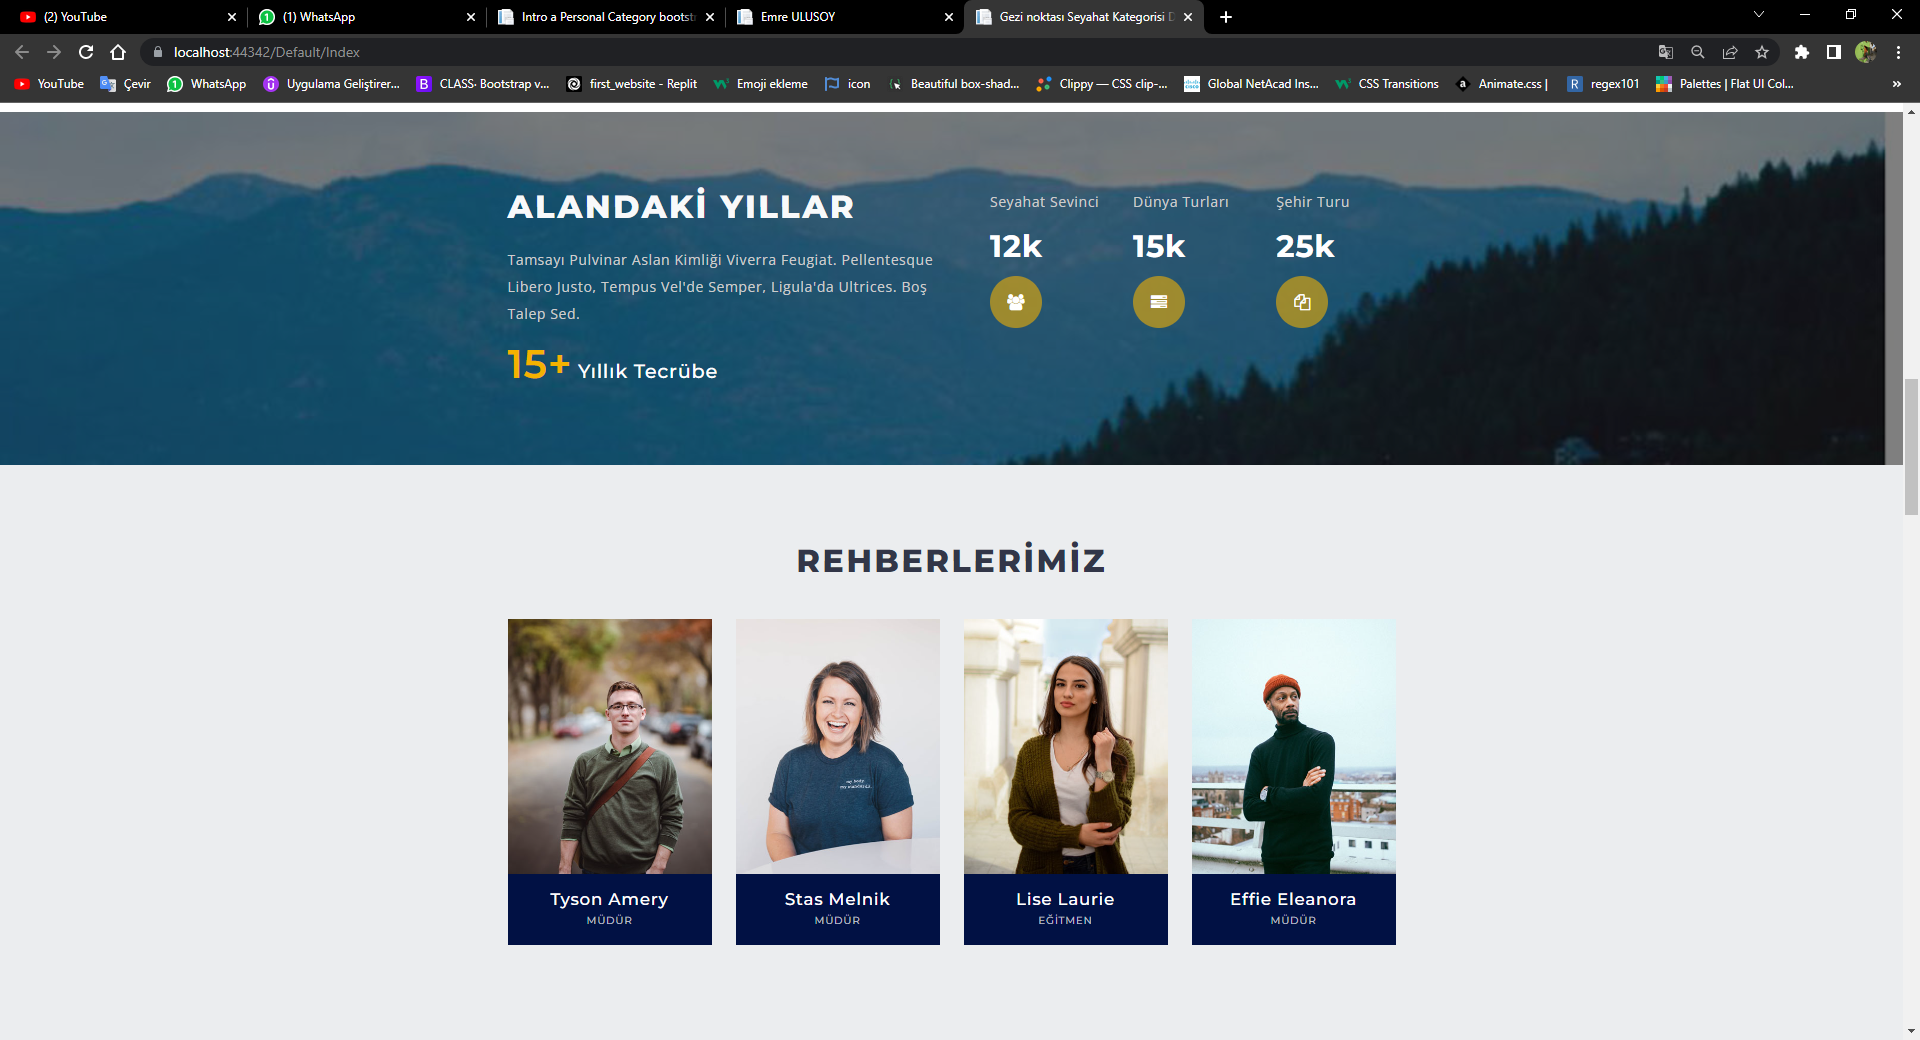 (2) YouTube
(1) WhatsApp
Intro a Personal Category bootst
Emre ULUSOY
Gezi noktası Seyahat Kategorisi D
localhost:44342/Default/Index
YouTube
Çevir
WhatsApp
Uygulama Geliştirer...
CLASS· Bootstrap v...
first_website - Replit
Emoji ekleme
icon
Beautiful box-shad...
Clippy — CSS clip-...
Global NetAcad Ins...
CSS Transitions
Animate.css |
regex101
Palettes | Flat UI Col...
»
ALANDAKİ YILLAR
Tamsayı Pulvinar Aslan Kimliği Viverra Feugiat. Pellentesque
Libero Justo, Tempus Vel'de Semper, Ligula'da Ultrices. Boş
Talep Sed.
15+ Yıllık Tecrübe
Seyahat Sevinci
12k
Dünya Turları
15k
Şehir Turu
25k
REHBERLERİMİZ
Tyson Amery
MÜDÜR
Stas Melnik
MÜDÜR
Lise Laurie
EĞİTMEN
Effie Eleanora
MÜDÜR